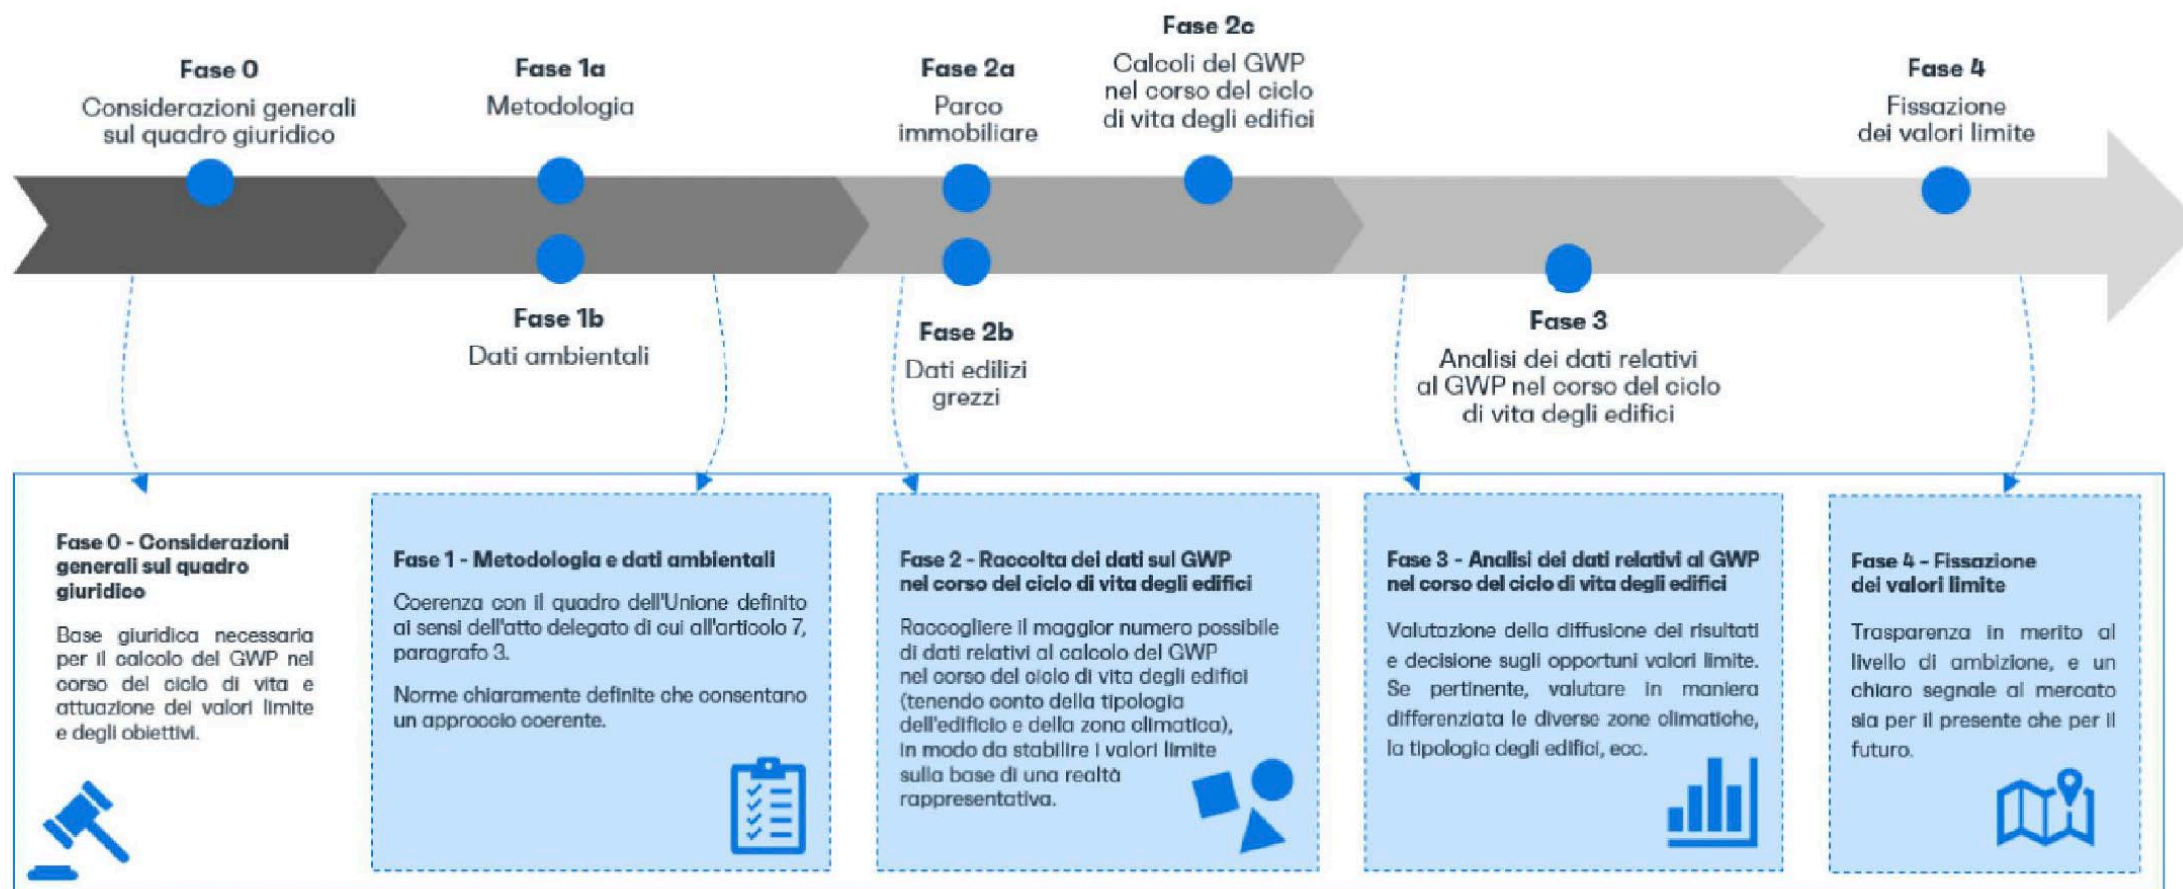 Fase 0
Considerazioni generali
sul quadro giuridico
Fase 1a
Metodologia
Fase 2a
Parco
immobiliare
Fase 2c
Calcoli del GWP
nel corso del ciclo
di vita degli edifici
Fase 4
Fissazione
dei valori limite
Fase 1b
Dati ambientali
Fase 2b
Dati edilizi
grezzi
Fase 3
Analisi dei dati relativi
al GWP nel corso del ciclo
di vita degli edifici
Fase 0 - Considerazioni
generali sul quadro
giuridico
Base giuridica necessaria
per il calcolo del GWP nel
corso del ciclo di vita e
attuazione dei valori limite
e degli obiettivi.
Fase 1 - Metodologia e dati ambientali
Coerenza con il quadro dell'Unione definito
ai sensi dell'atto delegato di cui all'articolo 7,
paragrafo 3.
Norme chiaramente definite che consentano
un approccio coerente.
Fase 2 - Raccolta dei dati sul GWP
nel corso del ciclo di vita degli edifici
Raccogliere il maggior numero possibile
di dati relativi al calcolo del GWP
nel corso del ciclo di vita degli edifici
(tenendo conto della tipologia
dell'edificio e della zona climatica),
in modo da stabilire i valori limite
sulla base di una realtà
rappresentativa.
Fase 3 - Analisi dei dati relativi al GWP
nel corso del ciclo di vita degli edifici
Valutazione della diffusione dei risultati
e decisione sugli opportuni valori limite.
Se pertinente, valutare in maniera
differenziata le diverse zone climatiche,
la tipologia degli edifici, ecc.
Fase 4 - Fissazione
dei valori limite
Trasparenza in merito al
livello di ambizione, e un
chiaro segnale al mercato
sia per il presente che per il
futuro.